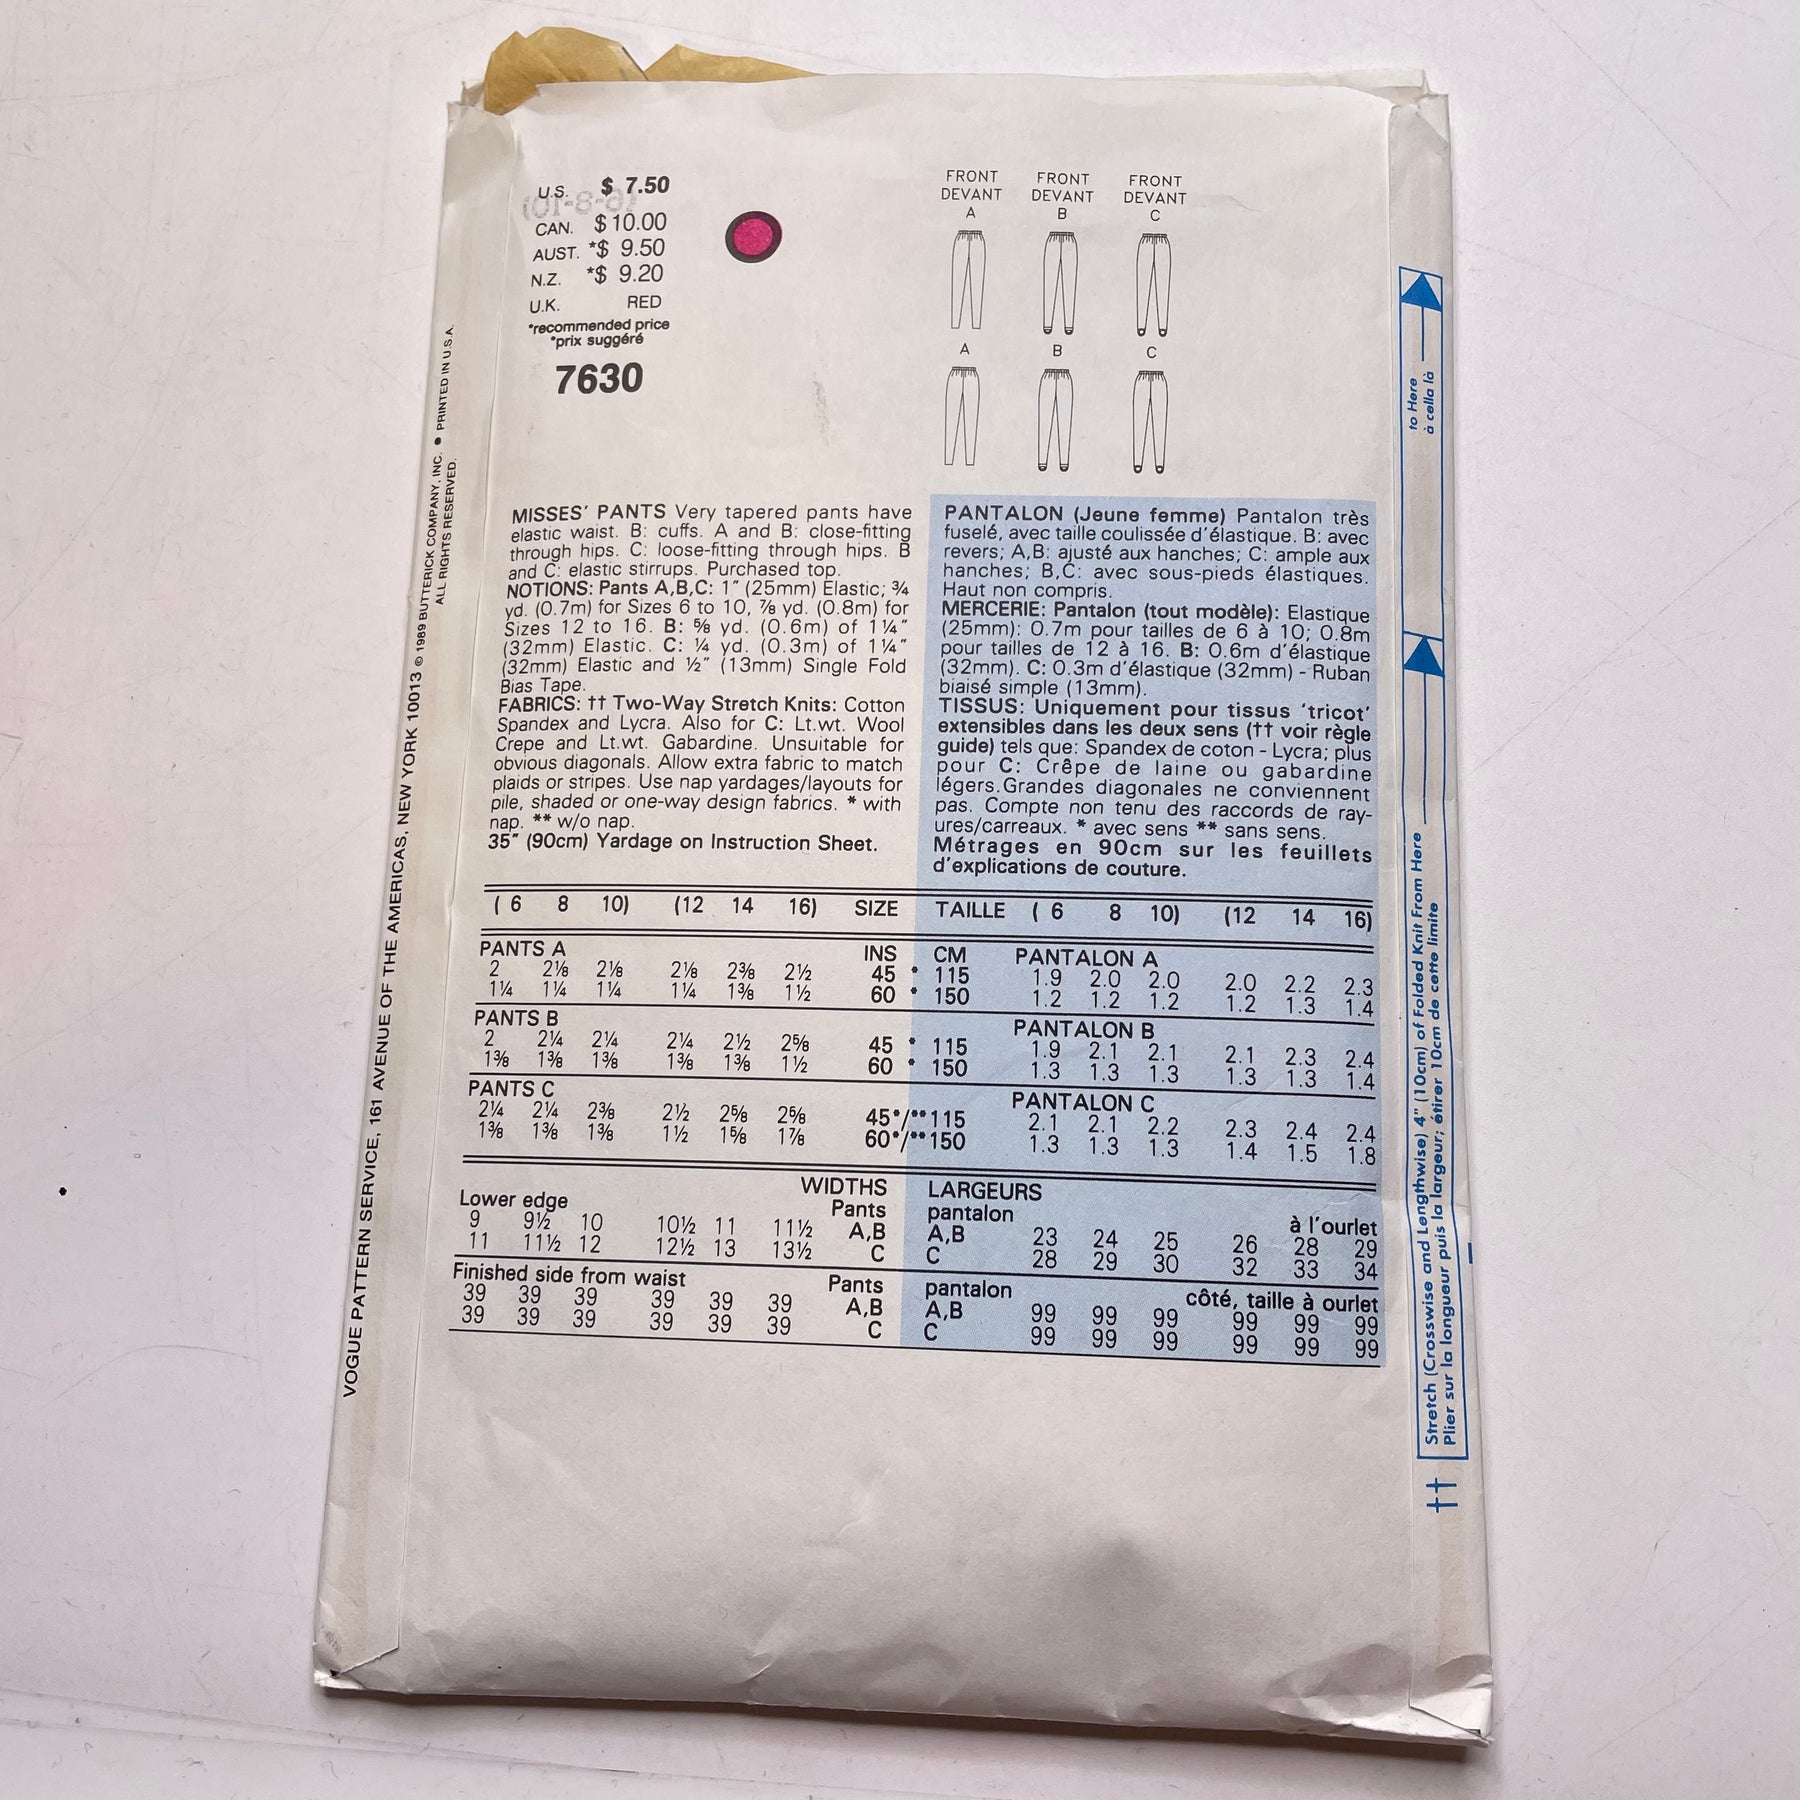 U.S. $ 7.50
(6-8-10)
CAN. $ 10.00
AUST. *$ 9.50
N.Z. *$ 9.20
U.K. RED
*recommended price
*prix suggéré
7630
FRONT FRONT FRONT
DEVANT DEVANT DEVANT
A B C
A B C
MISSES' PANTS Very tapered pants have
elastic waist. B: cuffs. A and B: close-fitting
through hips. C: loose-fitting through hips. B
and C: elastic stirrups. Purchased top.
NOTIONS: Pants A,B,C: 1" (25mm) Elastic; ¾
yd. (0.7m) for Sizes 6 to 10, ⅞ yd. (0.8m) for
Sizes 12 to 16. B: ⅝ yd. (0.6m) of 1¼"
(32mm) Elastic. C: ¼ yd. (0.3m) of 1¼"
(32mm) Elastic and ½" (13mm) Single Fold
Bias Tape.
FABRICS: †† Two-Way Stretch Knits: Cotton
Spandex and Lycra. Also for C: Lt.wt. Wool
Crepe and Lt.wt. Gabardine. Unsuitable for
obvious diagonals. Allow extra fabric to match
plaids or stripes. Use nap yardages/layouts for
pile, shaded or one-way design fabrics. * with
nap. ** w/o nap.
35" (90cm) Yardage on Instruction Sheet.
PANTALON (Jeune femme) Pantalon très
fuselé, avec taille coulissée d'élastique. B: avec
revers; A,B: ajusté aux hanches; C: ample aux
hanches; B,C: avec sous-pieds élastiques.
Haut non compris.
MERCERIE: Pantalon (tout modèle): Elastique
(25mm): 0.7m pour tailles de 6 à 10; 0.8m
pour tailles de 12 à 16. B: 0.6m d'élastique
(32mm). C: 0.3m d'élastique (32mm) - Ruban
biaisé simple (13mm).
TISSUS: Uniquement pour tissus 'tricot'
extensibles dans les deux sens (†† voir règle
guide) tels que: Spandex de coton - Lycra; plus
pour C: Crêpe de laine ou gabardine
légers. Grandes diagonales ne conviennent
pas. Compte non tenu des raccords de ray-
ures/carreaux. * avec sens ** sans sens.
Métrages en 90cm sur les feuillets
d'explications de couture.
( 6 8 10) (12 14 16) SIZE TAILLE ( 6 8 10) (12 14 16)
PANTS A INS CM PANTALON A
2 2⅛ 2⅛ 2⅛ 2⅜ 2½ 45 * 115 1.9 2.0 2.0 2.0 2.2 2.3
1¼ 1¼ 1¼ 1¼ 1⅜ 1½ 60 * 150 1.2 1.2 1.2 1.2 1.3 1.4
PANTS B PANTALON B
2 2¼ 2¼ 2¼ 2½ 2⅝ 45 * 115 1.9 2.1 2.1 2.1 2.3 2.4
1⅜ 1⅜ 1⅜ 1⅜ 1⅜ 1½ 60 * 150 1.3 1.3 1.3 1.3 1.3 1.4
PANTS C PANTALON C
2¼ 2¼ 2⅜ 2½ 2⅝ 2⅝ 45*/**115 2.1 2.1 2.2 2.3 2.4 2.4
1⅜ 1⅜ 1⅜ 1½ 1⅝ 1⅞ 60*/**150 1.3 1.3 1.3 1.4 1.5 1.8
WIDTHS LARGEURS
Lower edge Pants pantalon à l'ourlet
9 9½ 10 10½ 11 11½ A,B A,B 23 24 25 26 28 29
11 11½ 12 12½ 13 13½ C C 28 29 30 32 33 34
Finished side from waist Pants pantalon côté, taille à ourlet
39 39 39 39 39 39 A,B A,B 99 99 99 99 99 99
39 39 39 39 39 39 C C 99 99 99 99 99 99
VOGUE PATTERN SERVICE, 161 AVENUE OF THE AMERICAS, NEW YORK 10013 © 1989 BUTTERICK COMPANY, INC. • PRINTED IN U.S.A.
ALL RIGHTS RESERVED.
†† Stretch (Crosswise and Lengthwise) 4" (10cm) of Folded Knit From Here
Plier sur la longueur puis la largeur; étirer 10cm de cette limite
to Here
à cella là